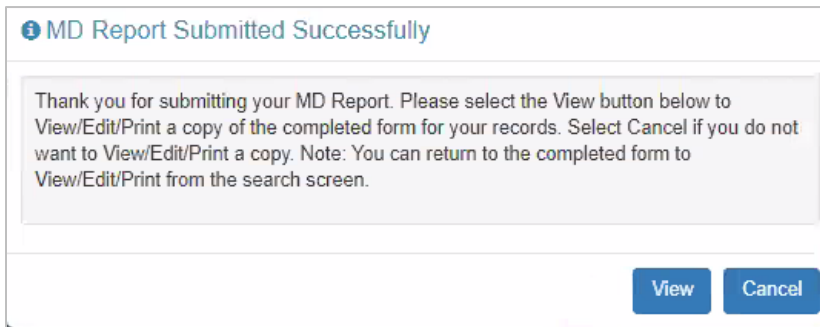 MD Report Submitted Successfully
Thank you for submitting your MD Report. Please select the View button below to
View/Edit/Print a copy of the completed form for your records. Select Cancel if you do not
want to View/Edit/Print a copy. Note: You can return to the completed form to
View/Edit/Print from the search screen.
View Cancel